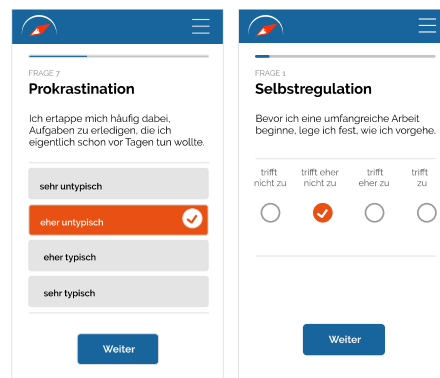 FRAGE 7
Prokrastination
Ich ertappe mich häufig dabei,
Aufgaben zu erledigen, die ich
eigentlich schon vor Tagen tun wollte.
sehr untypisch
eher untypisch
eher typisch
sehr typisch
Weiter
FRAGE 1
Selbstregulation
Bevor ich eine umfangreiche Arbeit
beginne, lege ich fest, wie ich vorgehe.
trifft trifft eher trifft trifft
nicht zu nicht zu eher zu zu
Weiter